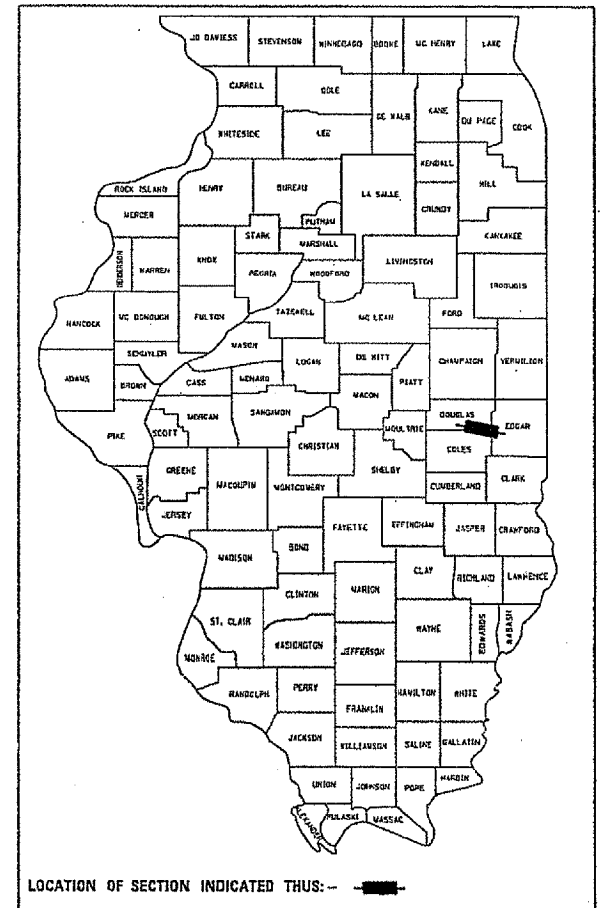 JO DAVIESS STEVENSON WINNEBAGO BOONE MC HENRY LAKE
CARROLL OGLE DE KALB KANE DU PAGE COOK
WHITESIDE LEE KENDALL WILL
ROCK ISLAND HENRY BUREAU LA SALLE GRUNDY
MERCER PUTNAM KANKAKEE
HENDERSON WARREN KNOX STARK MARSHALL LIVINGSTON
PEORIA WOODFORD IROQUOIS
HANCOCK MC DONOUGH FULTON TAZEWELL MC LEAN FORD
SCHUYLER MASON LOGAN DE WITT CHAMPAIGN VERMILION
ADAMS BROWN CASS MENARD PIATT
MACON
PIKE SCOTT MORGAN SANGAMON CHRISTIAN MOULTRIE DOUGLAS EDGAR
COLES
GREENE MACOUPIN MONTGOMERY SHELBY CUMBERLAND CLARK
CALHOUN JERSEY FAYETTE EFFINGHAM JASPER CRAWFORD
MADISON BOND
CLINTON MARION CLAY RICHLAND LAWRENCE
ST. CLAIR WASHINGTON JEFFERSON WAYNE EDWARDS WABASH
MONROE
RANDOLPH PERRY FRANKLIN HAMILTON WHITE
JACKSON WILLIAMSON SALINE GALLATIN
UNION JOHNSON POPE HARDIN
ALEXANDER PULASKI MASSAC
LOCATION OF SECTION INDICATED THUS:-